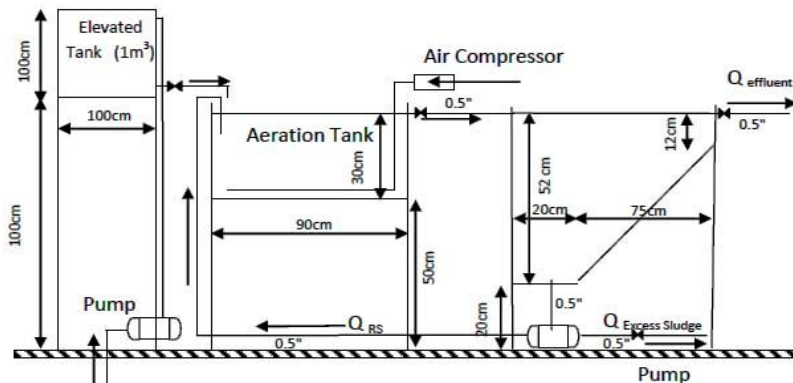 Elevated
Tank (1m³)
100cm
100cm
100cm
Pump
Air Compressor
0.5"
Aeration Tank
30cm
90cm
50cm
Q RS
0.5"
Q effluent
0.5"
12cm
52 cm
20cm
75cm
20cm
0.5"
Q Excess Sludge
0.5"
Pump